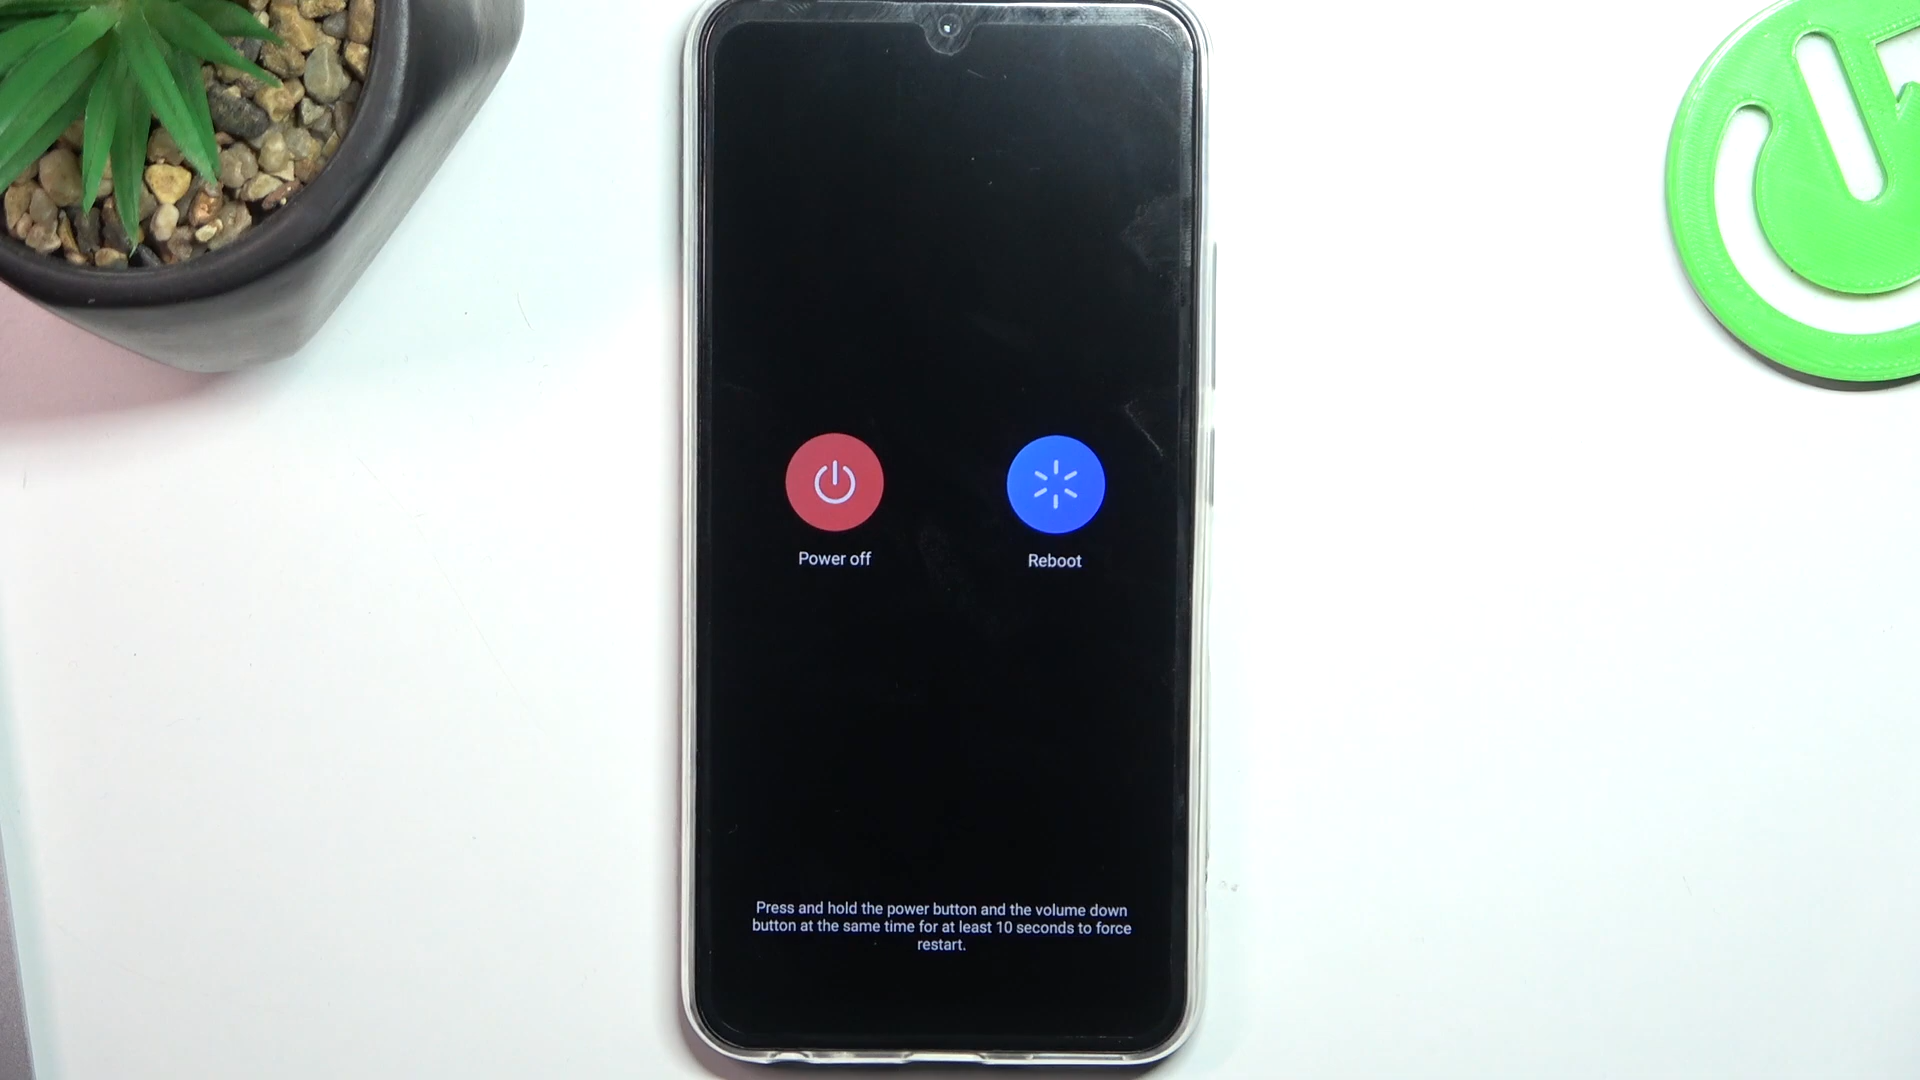 Power off
Reboot
Press and hold the power button and the volume down
button at the same time for at least 10 seconds to force
restart.